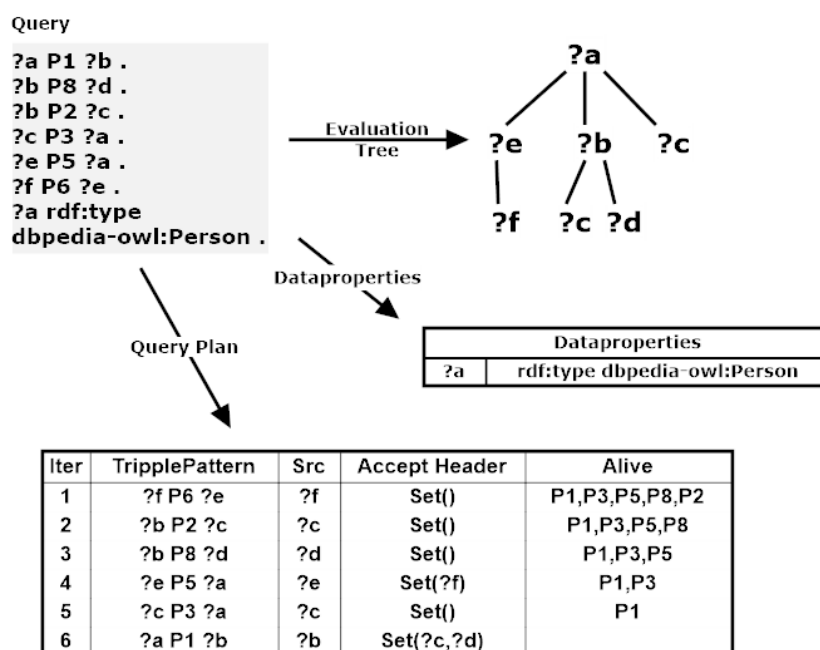 Query
?a P1 ?b .
?b P8 ?d .
?b P2 ?c .
?c P3 ?a .
?e P5 ?a .
?f P6 ?e .
?a rdf:type
dbpedia-owl:Person .
Evaluation
Tree
?a
?e ?b ?c
?f ?c ?d
Dataproperties
Query Plan
Dataproperties
?a rdf:type dbpedia-owl:Person
Iter TripplePattern Src Accept Header Alive
1 ?f P6 ?e ?f Set() P1,P3,P5,P8,P2
2 ?b P2 ?c ?c Set() P1,P3,P5,P8
3 ?b P8 ?d ?d Set() P1,P3,P5
4 ?e P5 ?a ?e Set(?f) P1,P3
5 ?c P3 ?a ?c Set() P1
6 ?a P1 ?b ?b Set(?c,?d)